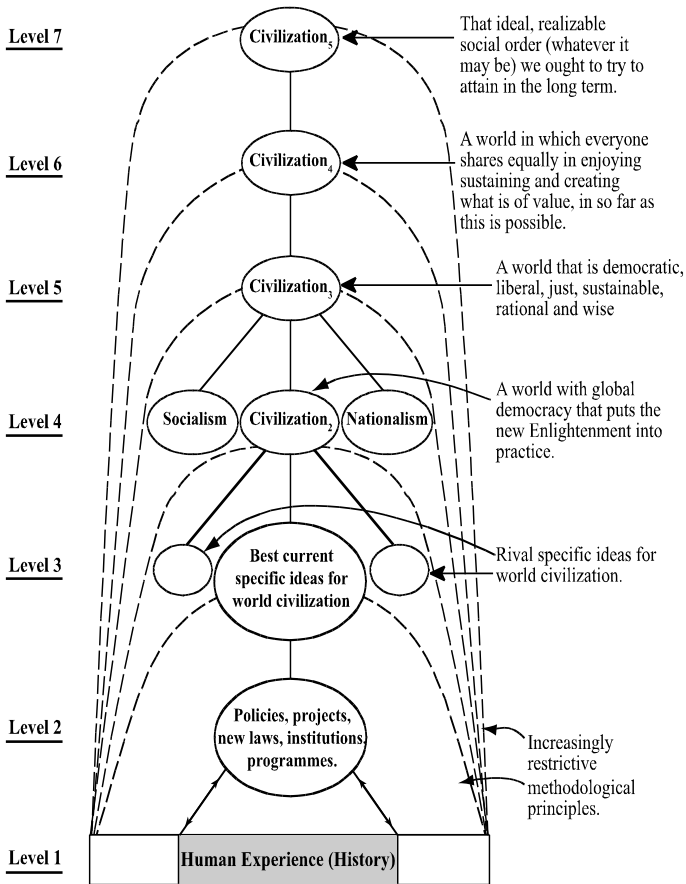 Level 7
Civilization5
That ideal, realizable
social order (whatever it
may be) we ought to try to
attain in the long term.
Level 6
Civilization4
A world in which everyone
shares equally in enjoying
sustaining and creating
what is of value, in so far as
this is possible.
Level 5
Civilization3
A world that is democratic,
liberal, just, sustainable,
rational and wise
Level 4
Socialism
Civilization2
Nationalism
A world with global
democracy that puts the
new Enlightenment into
practice.
Level 3
Best current
specific ideas for
world civilization
Rival specific ideas for
world civilization.
Level 2
Policies, projects,
new laws, institutions,
programmes.
Increasingly
restrictive
methodological
principles.
Level 1
Human Experience (History)